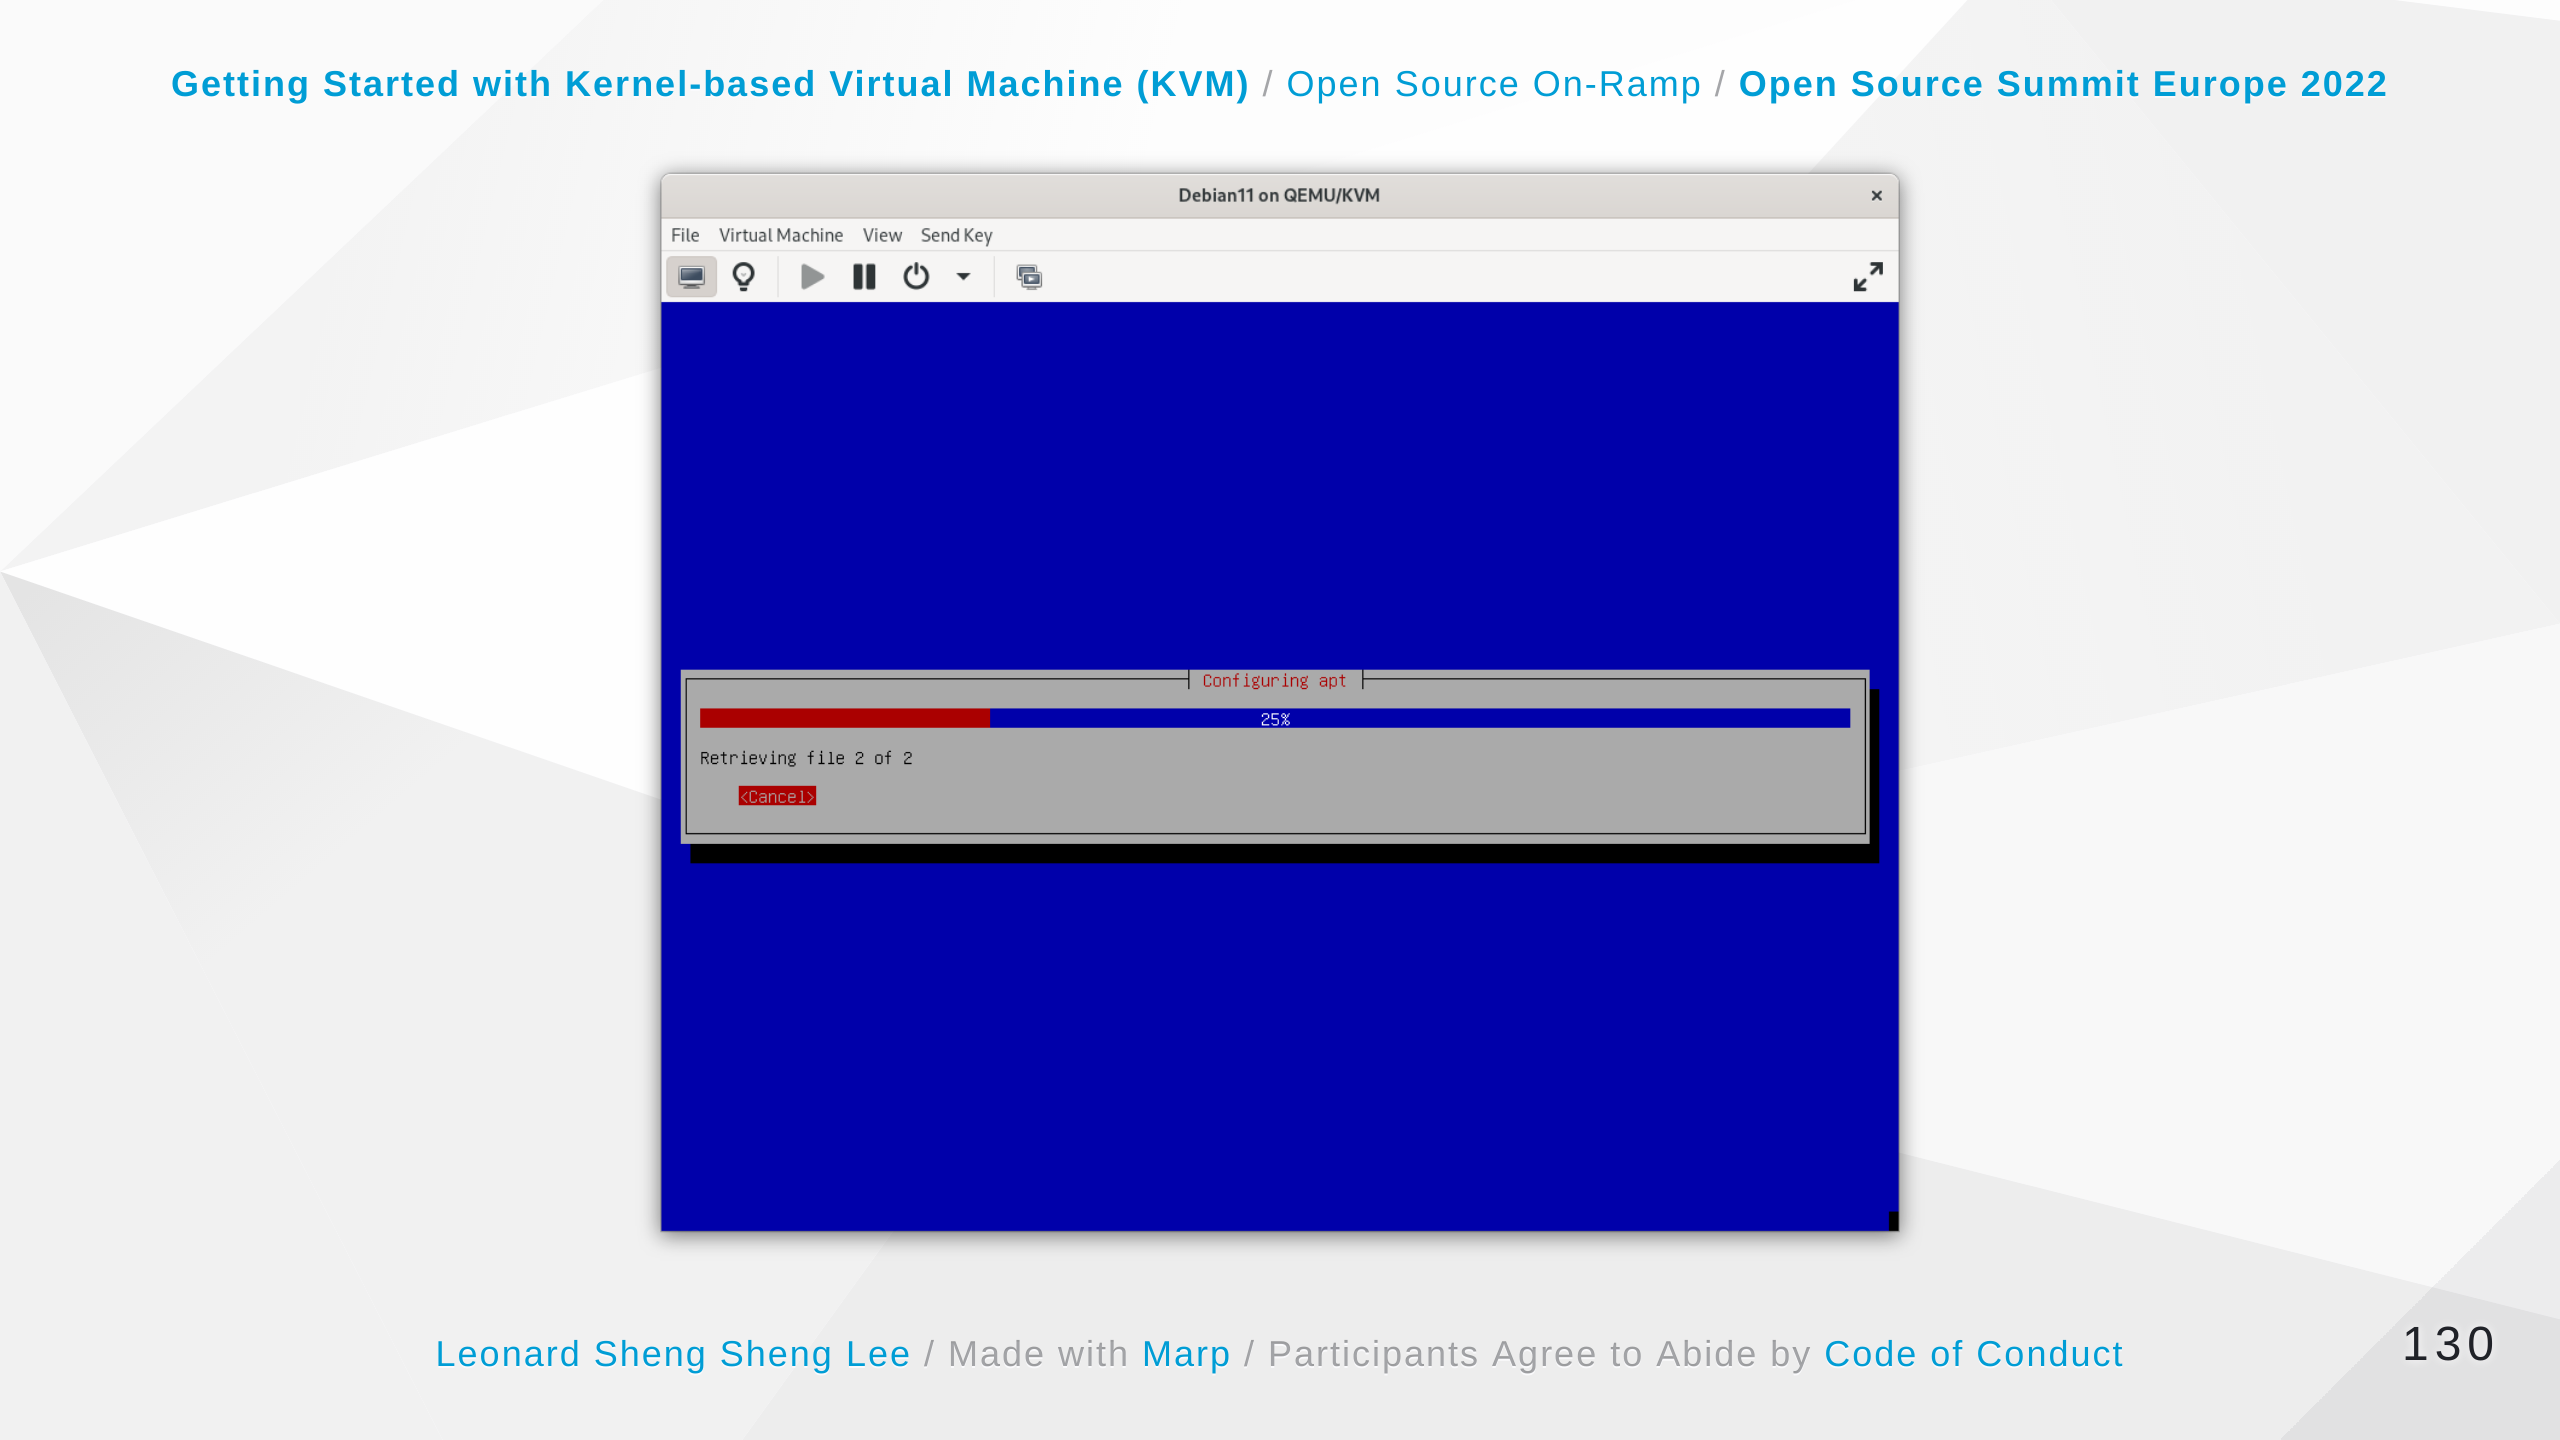 Getting Started with Kernel-based Virtual Machine (KVM) / Open Source On-Ramp / Open Source Summit Europe 2022
Debian11 on QEMU/KVM
File Virtual Machine View Send Key
Configuring apt
25%
Retrieving file 2 of 2
<Cancel>
Leonard Sheng Sheng Lee / Made with Marp / Participants Agree to Abide by Code of Conduct
130